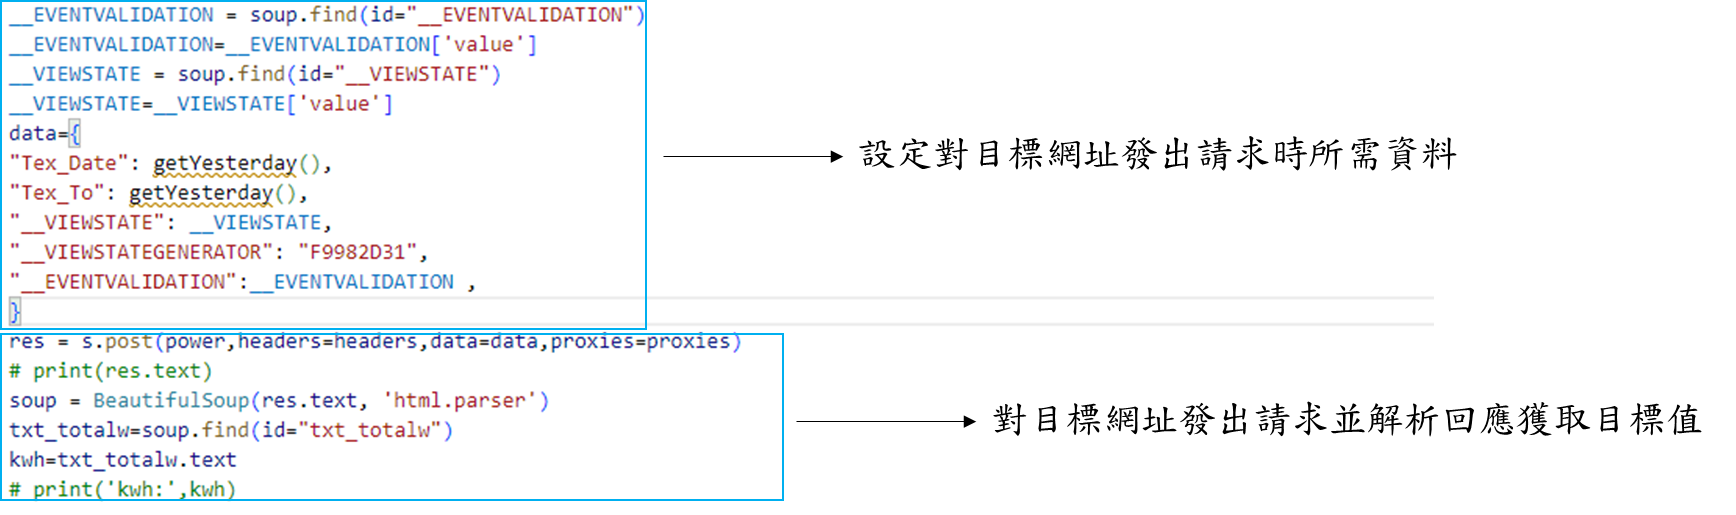 __EVENTVALIDATION = soup.find(id="__EVENTVALIDATION")
__EVENTVALIDATION=__EVENTVALIDATION['value']
__VIEWSTATE = soup.find(id="__VIEWSTATE")
__VIEWSTATE=__VIEWSTATE['value']
data={
"Tex_Date": getYesterday(),
"Tex_To": getYesterday(),
"__VIEWSTATE": __VIEWSTATE,
"__VIEWSTATEGENERATOR": "F9982D31",
"__EVENTVALIDATION":__EVENTVALIDATION ,
}
設定對目標網址發出請求時所需資料
res = s.post(power,headers=headers,data=data,proxies=proxies)
# print(res.text)
soup = BeautifulSoup(res.text, 'html.parser')
txt_totalw=soup.find(id="txt_totalw")
kwh=txt_totalw.text
# print('kwh:',kwh)
對目標網址發出請求並解析回應獲取目標值